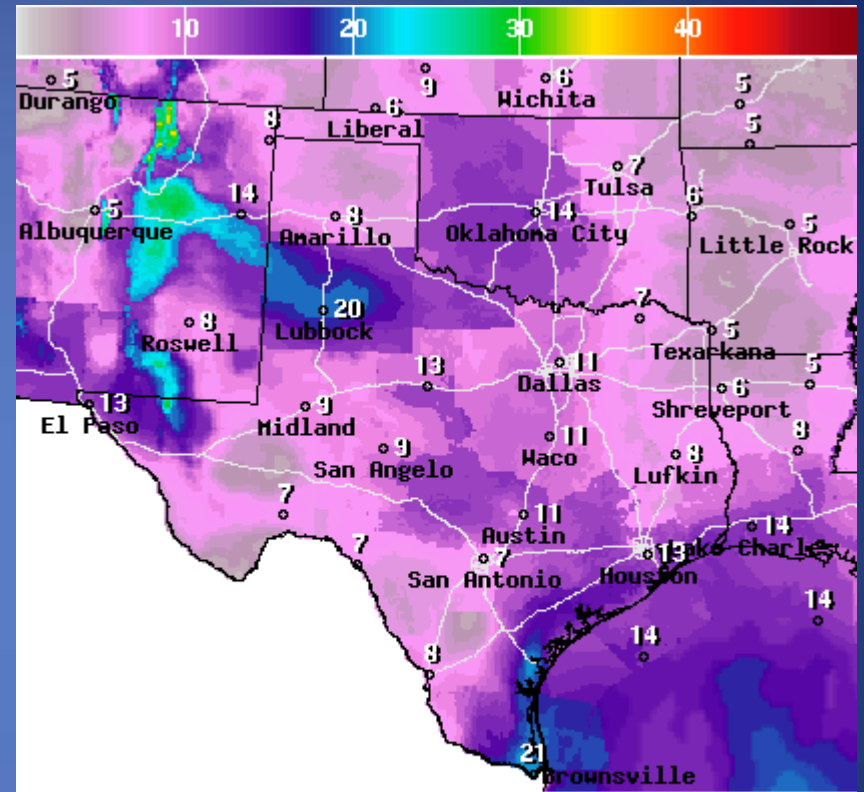 10 20 30 40
5
Durango
9
6
Wichita
5
8
6
Liberal
5
7
Tulsa
5
Albuquerque
14
8
Amarillo
14
Oklahoma City
6
5
Little Rock
8
Roswell
20
Lubbock
7
5
Texarkana
13
11
Dallas
6
Shreveport
5
13
El Paso
9
Midland
9
San Angelo
11
Waco
8
Lufkin
8
7
11
Austin
14
Lake Charl
7
7
San Antonio
13
Houston
14
14
8
21
Brownsville